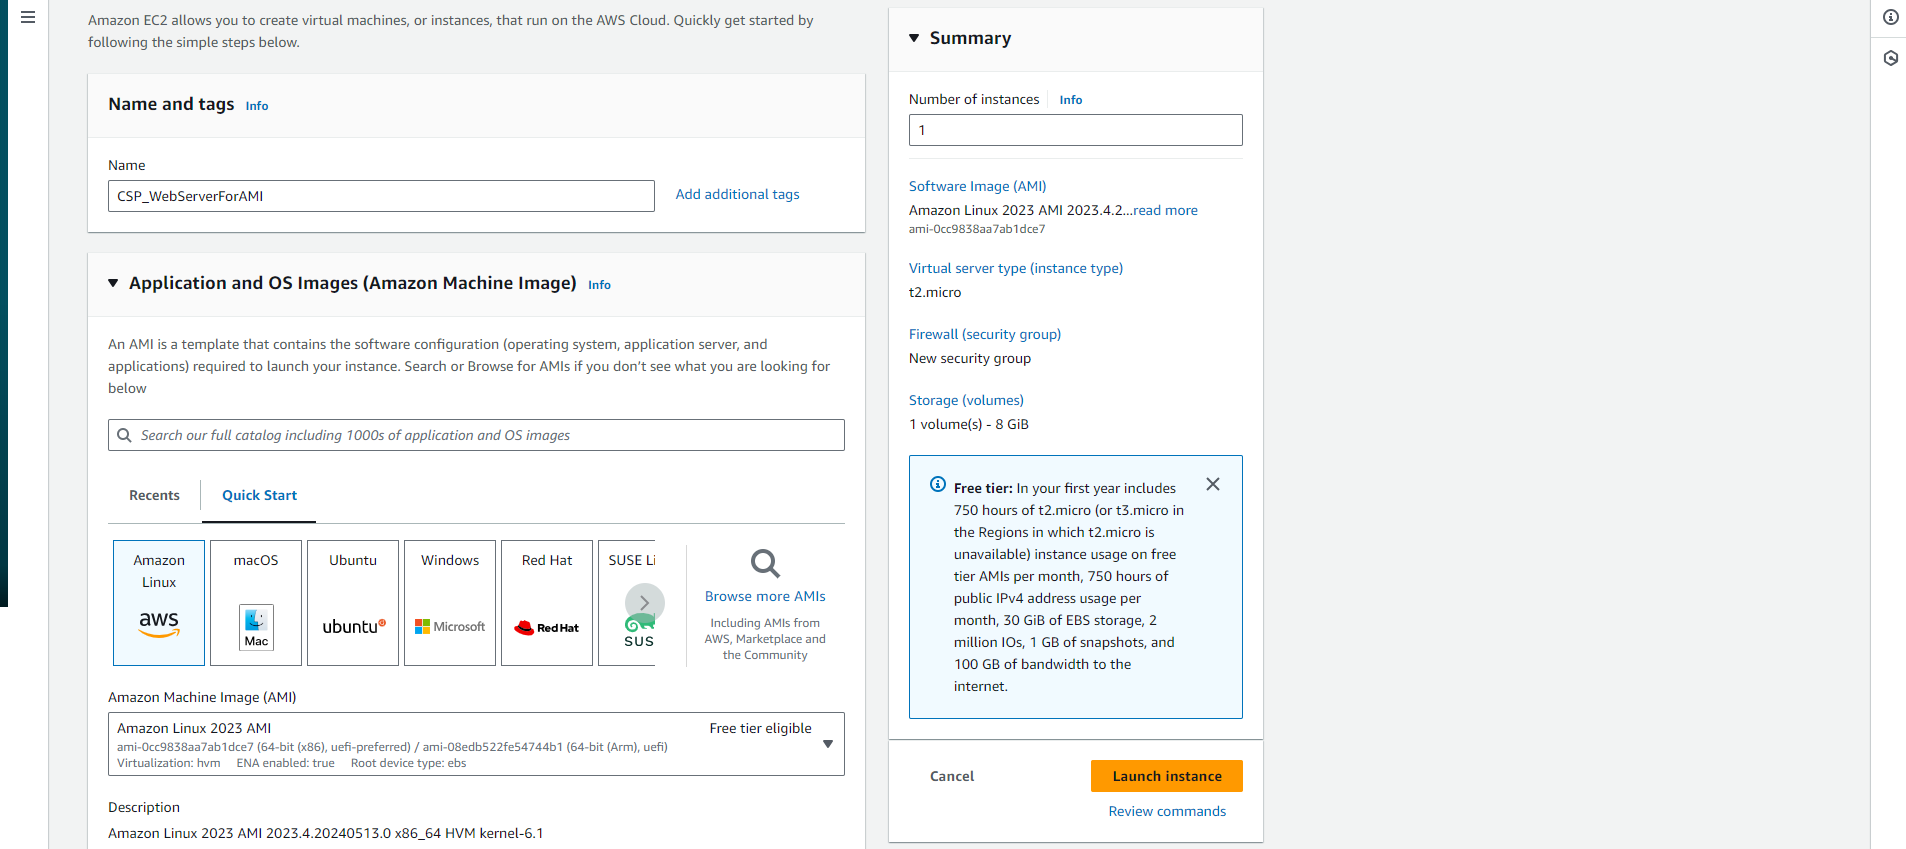 Amazon EC2 allows you to create virtual machines, or instances, that run on the AWS Cloud. Quickly get started by
following the simple steps below.
Name and tags Info
Name
CSP_WebServerForAMI
Add additional tags
Application and OS Images (Amazon Machine Image) Info
An AMI is a template that contains the software configuration (operating system, application server, and
applications) required to launch your instance. Search or Browse for AMIs if you don't see what you are looking for
below
Search our full catalog including 1000s of application and OS images
Recents
Quick Start
Amazon
Linux
aws
macOS
Mac
Ubuntu
ubuntu
Windows
Microsoft
Red Hat
Red Hat
SUSE Li
SUS
Browse more AMIs
Including AMIs from
AWS, Marketplace and
the Community
Amazon Machine Image (AMI)
Amazon Linux 2023 AMI
Free tier eligible
ami-0cc9838aa7ab1dce7 (64-bit (x86), uefi-preferred) / ami-08edb522fe54744b1 (64-bit (Arm), uefi)
Virtualization: hvm ENA enabled: true Root device type: ebs
Description
Amazon Linux 2023 AMI 2023.4.20240513.0 x86_64 HVM kernel-6.1
Summary
Number of instances Info
1
Software Image (AMI)
Amazon Linux 2023 AMI 2023.4.2...read more
ami-0cc9838aa7ab1dce7
Virtual server type (instance type)
t2.micro
Firewall (security group)
New security group
Storage (volumes)
1 volume(s) - 8 GiB
Free tier: In your first year includes
750 hours of t2.micro (or t3.micro in
the Regions in which t2.micro is
unavailable) instance usage on free
tier AMIs per month, 750 hours of
public IPv4 address usage per
month, 30 GiB of EBS storage, 2
million IOs, 1 GB of snapshots, and
100 GB of bandwidth to the
internet.
Cancel
Launch instance
Review commands